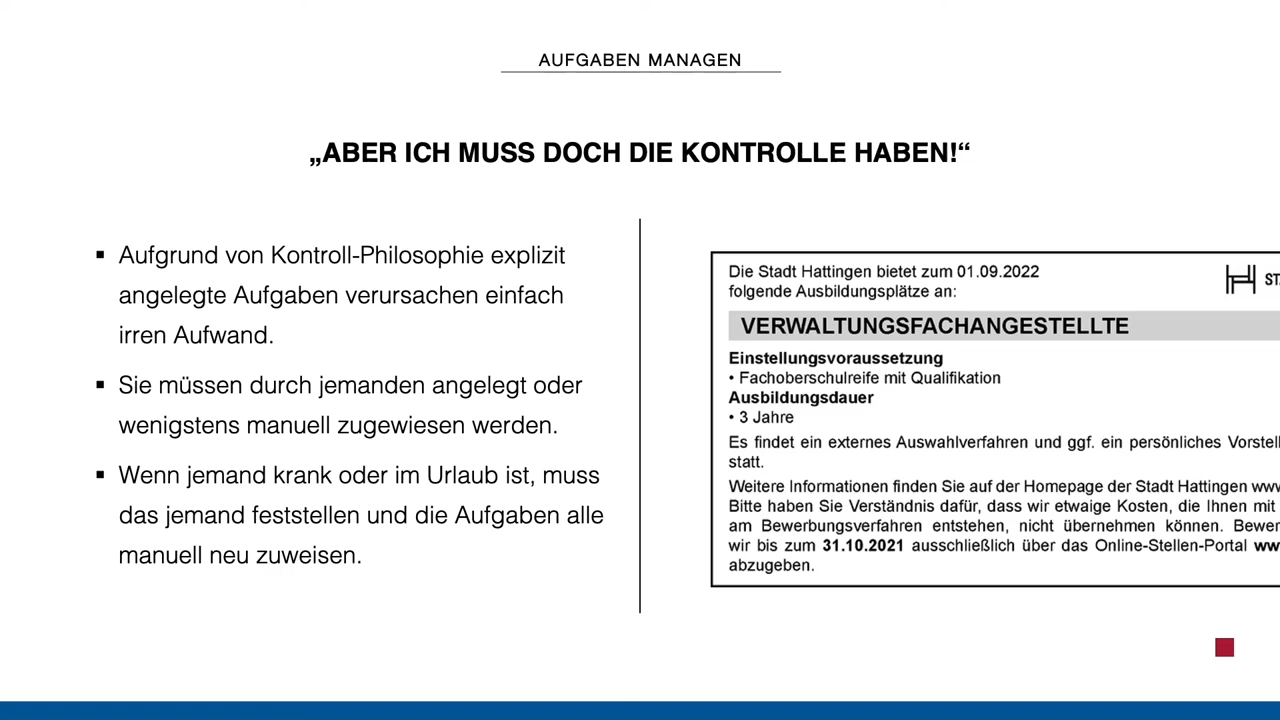 AUFGABEN MANAGEN
„ABER ICH MUSS DOCH DIE KONTROLLE HABEN!“
▪ Aufgrund von Kontroll-Philosophie explizit
angelegte Aufgaben verursachen einfach
irren Aufwand.
▪ Sie müssen durch jemanden angelegt oder
wenigstens manuell zugewiesen werden.
▪ Wenn jemand krank oder im Urlaub ist, muss
das jemand feststellen und die Aufgaben alle
manuell neu zuweisen.
Die Stadt Hattingen bietet zum 01.09.2022
folgende Ausbildungsplätze an:
VERWALTUNGSFACHANGESTELLTE
Einstellungsvoraussetzung
• Fachoberschulreife mit Qualifikation
Ausbildungsdauer
• 3 Jahre
Es findet ein externes Auswahlverfahren und ggf. ein persönliches
statt.
Weitere Informationen finden Sie auf der Homepage der Stadt Hattingen
Bitte haben Sie Verständnis dafür, dass wir etwaige Kosten, die Ihnen mit
am Bewerbungsverfahren entstehen, nicht übernehmen können.
wir bis zum 31.10.2021 ausschließlich über das Online-Stellen-Portal
abzugeben.